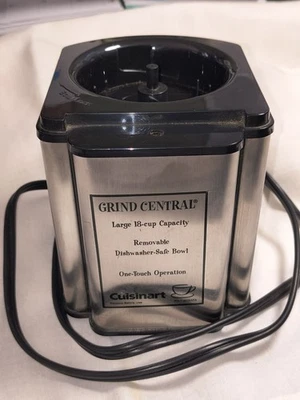 GRIND CENTRAL®
Large 18-cup Capacity
Removable
Dishwasher-Safe Bowl
One-Touch Operation
Cuisinart